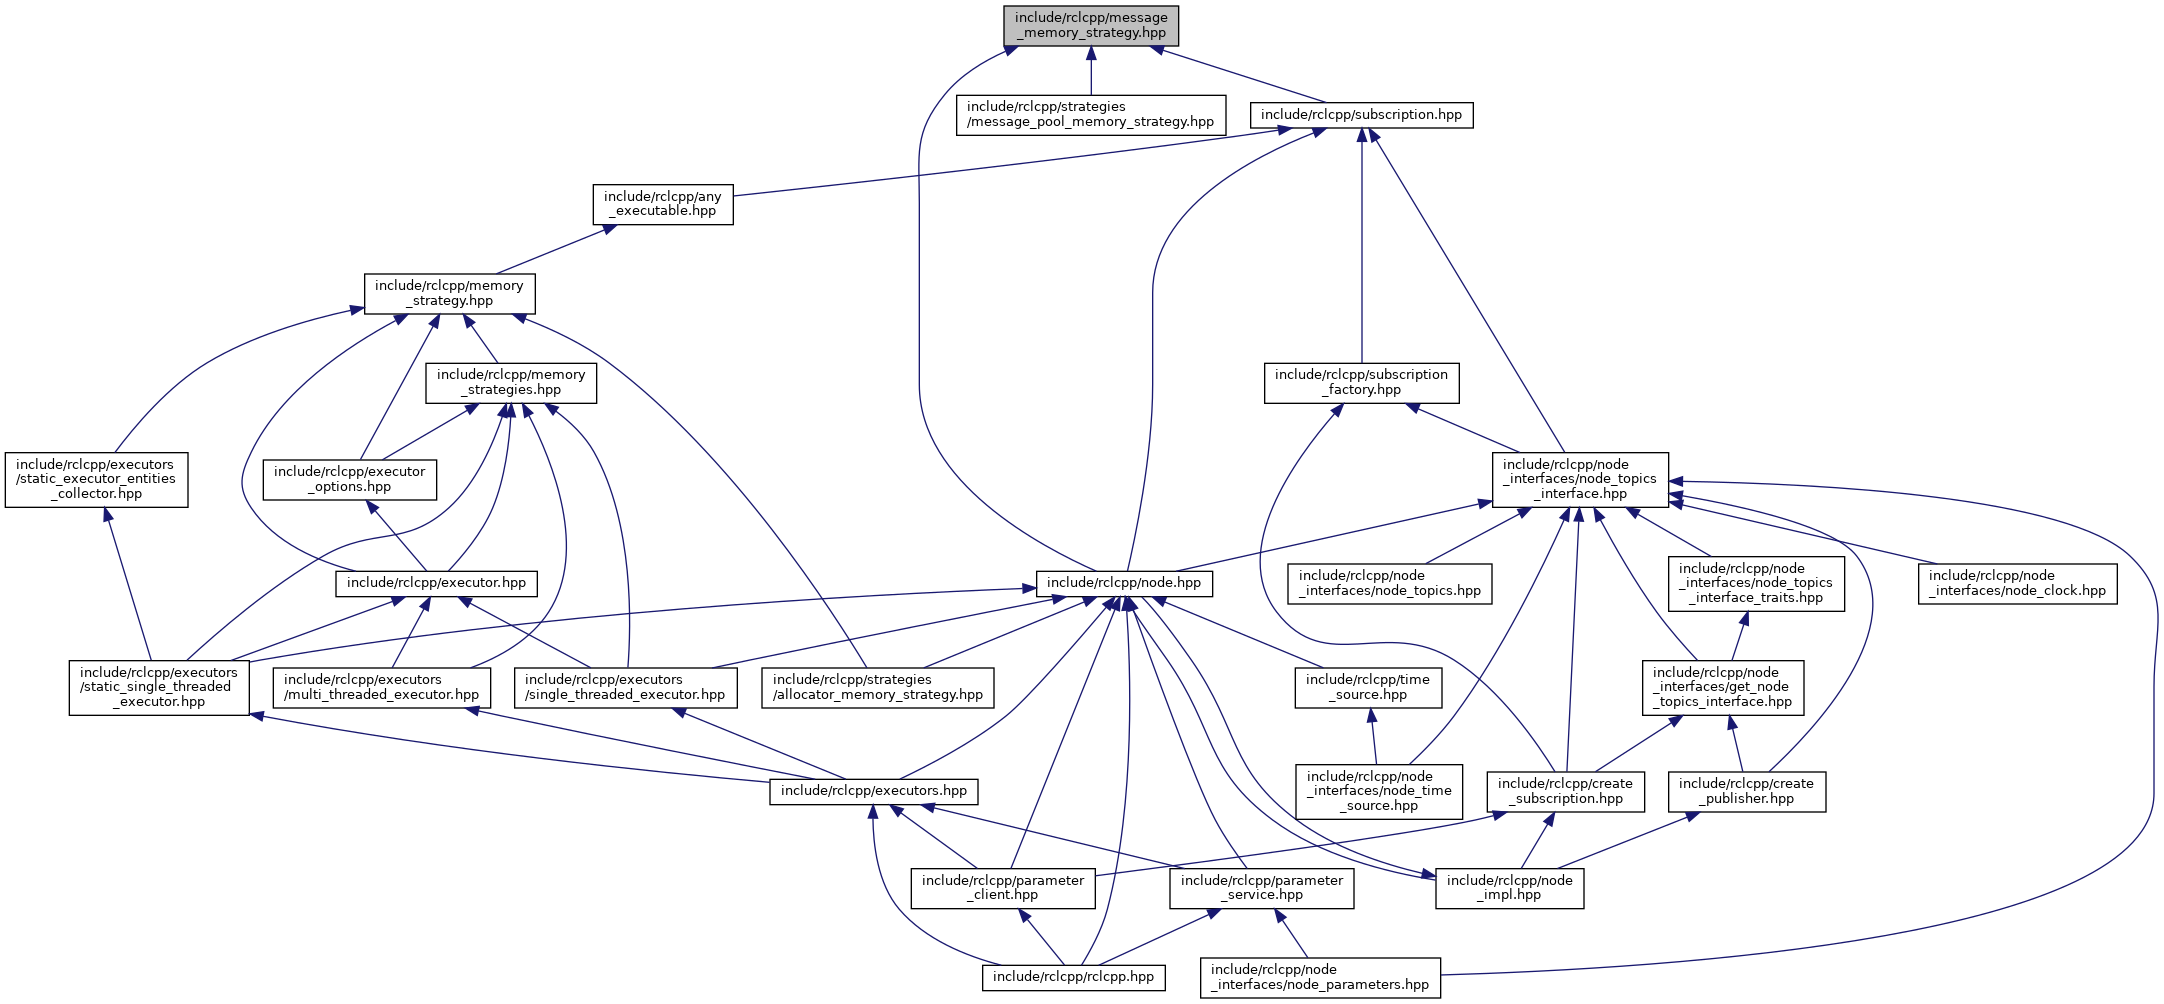 include/rclcpp/message
_memory_strategy.hpp
include/rclcpp/strategies
/message_pool_memory_strategy.hpp
include/rclcpp/subscription.hpp
include/rclcpp/any
_executable.hpp
include/rclcpp/memory
_strategy.hpp
include/rclcpp/memory
_strategies.hpp
include/rclcpp/subscription
_factory.hpp
include/rclcpp/executors
/static_executor_entities
_collector.hpp
include/rclcpp/executor
_options.hpp
include/rclcpp/node
_interfaces/node_topics
_interface.hpp
include/rclcpp/executor.hpp
include/rclcpp/node.hpp
include/rclcpp/node
_interfaces/node_topics.hpp
include/rclcpp/node
_interfaces/node_topics
_interface_traits.hpp
include/rclcpp/node
_interfaces/node_clock.hpp
include/rclcpp/executors
/static_single_threaded
_executor.hpp
include/rclcpp/executors
/multi_threaded_executor.hpp
include/rclcpp/executors
/single_threaded_executor.hpp
include/rclcpp/strategies
/allocator_memory_strategy.hpp
include/rclcpp/time
_source.hpp
include/rclcpp/node
_interfaces/get_node
_topics_interface.hpp
include/rclcpp/executors.hpp
include/rclcpp/node
_interfaces/node_time
_source.hpp
include/rclcpp/create
_subscription.hpp
include/rclcpp/create
_publisher.hpp
include/rclcpp/parameter
_client.hpp
include/rclcpp/parameter
_service.hpp
include/rclcpp/node
_impl.hpp
include/rclcpp/rclcpp.hpp
include/rclcpp/node
_interfaces/node_parameters.hpp